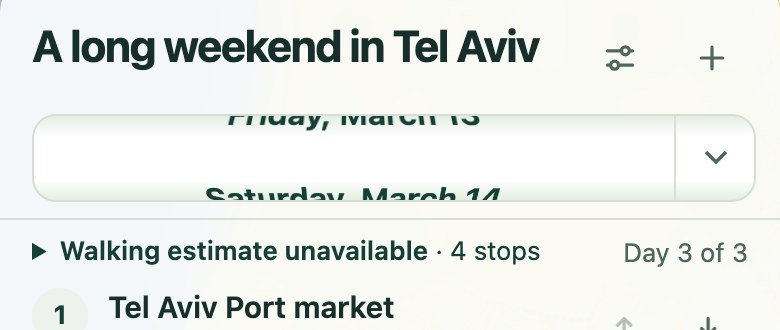 A long weekend in Tel Aviv
Friday, March 13
Saturday, March 14
Walking estimate unavailable · 4 stops
Day 3 of 3
1
Tel Aviv Port market